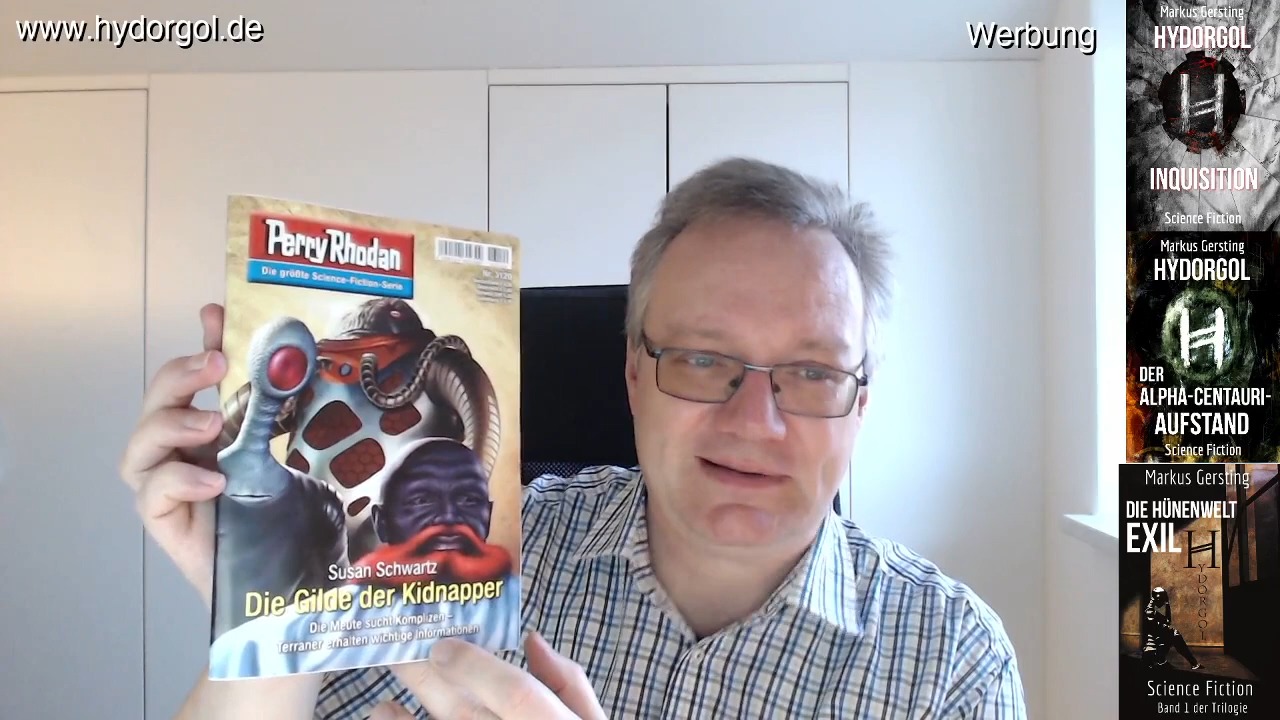 www.hydorgol.de
Werbung
Perry Rhodan
Die größte Science-Fiction-Serie
Susan Schwartz
Die Gilde der Kidnapper
Die Meute sucht Komplizen –
Terraner erhalten wichtige Informationen
Markus Gersting
HYDORGOL
INQUISITION
Science Fiction
Markus Gersting
HYDORGOL
DER
ALPHA-CENTAURI-
AUFSTAND
Science Fiction
Markus Gersting
DIE HÜNENWELT
EXIL
HYDORGOL
Science Fiction
Band 1 der Trilogie